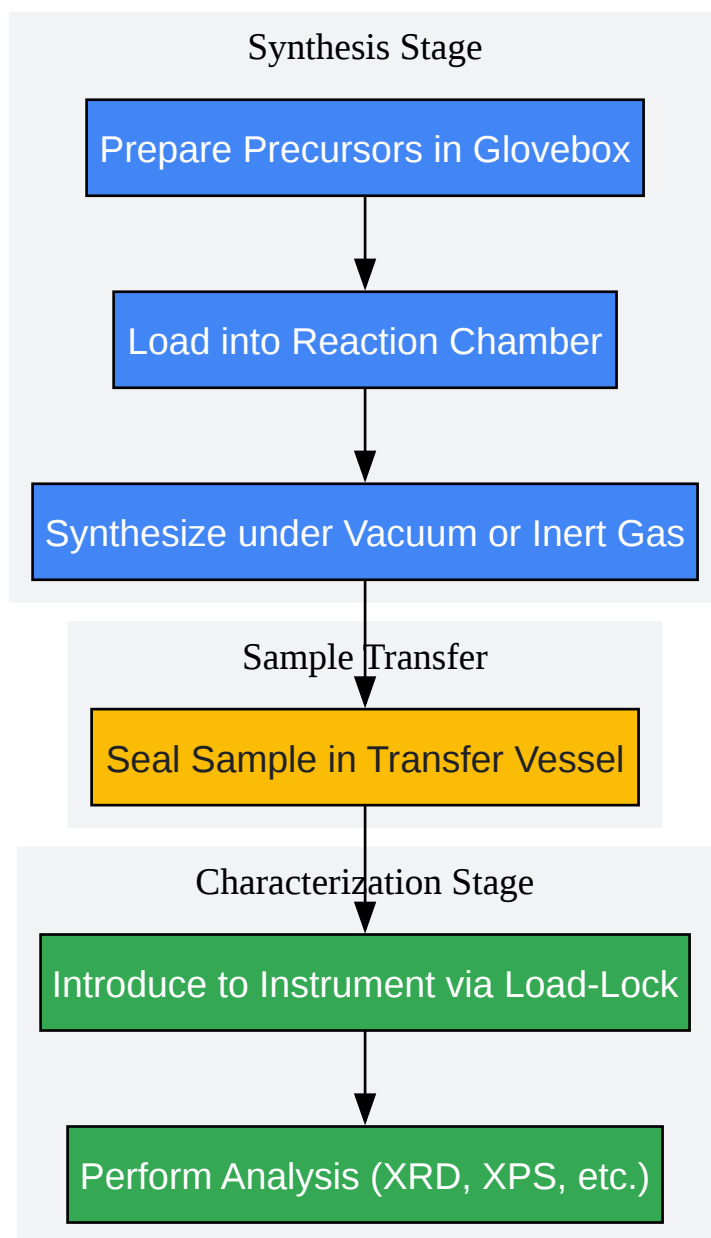 Synthesis Stage
Prepare Precursors in Glovebox
Load into Reaction Chamber
Synthesize under Vacuum or Inert Gas
Sample Transfer
Seal Sample in Transfer Vessel
Characterization Stage
Introduce to Instrument via Load-Lock
Perform Analysis (XRD, XPS, etc.)